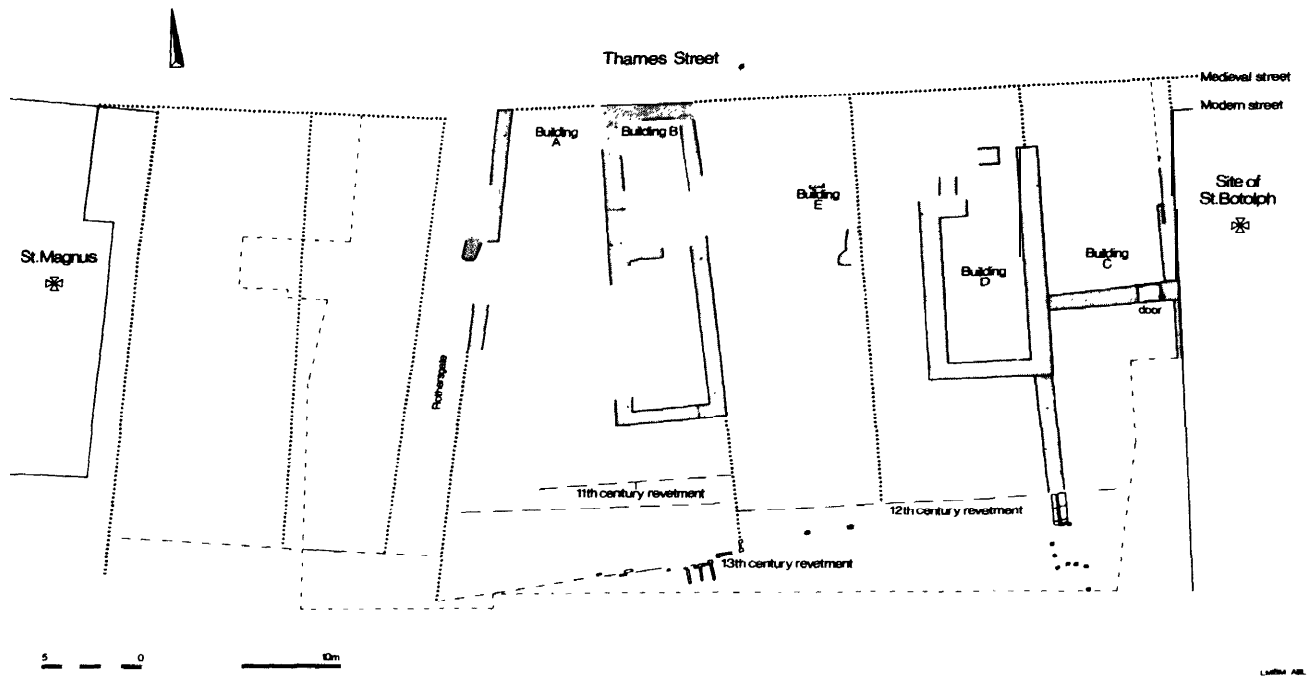 Thames Street
Medieval street
Modern street
Building
A
Building B
Building
E
Site of
St.Botolph
St.Magnus
Building
C
Building
D
door
Rothersgate
11th century revetment
12th century revetment
13th century revetment
5 0 10m